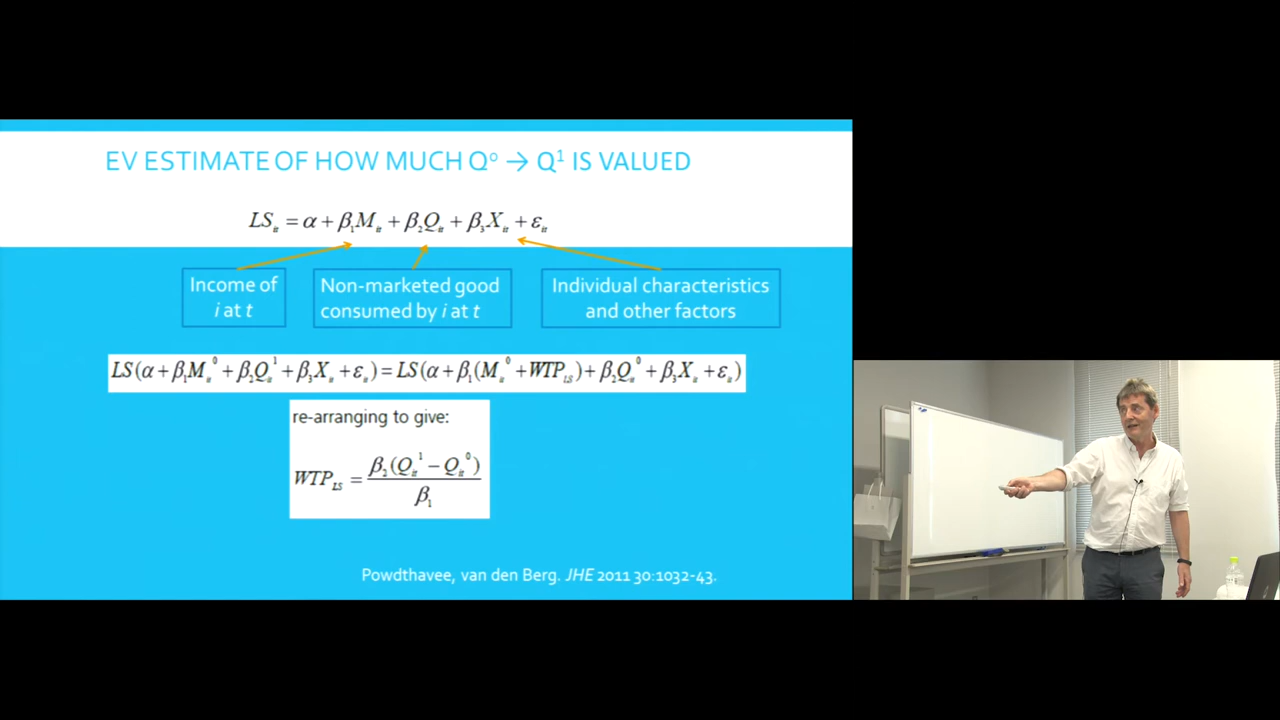 EV ESTIMATE OF HOW MUCH Q⁰ → Q¹ IS VALUED
LSᵢₜ = α + β₁Mᵢₜ + β₂Qᵢₜ + β₃Xᵢₜ + εᵢₜ
Income of
i at t
Non-marketed good
consumed by i at t
Individual characteristics
and other factors
LS(α + β₁Mᵢₜ⁰ + β₂Qᵢₜ¹ + β₃Xᵢₜ + εᵢₜ) = LS(α + β₁(Mᵢₜ⁰ + WTP_LS) + β₂Qᵢₜ⁰ + β₃Xᵢₜ + εᵢₜ)
re-arranging to give:
WTP_LS = β₂(Qᵢₜ¹ − Qᵢₜ⁰) / β₁
Powdthavee, van den Berg. JHE 2011 30:1032-43.